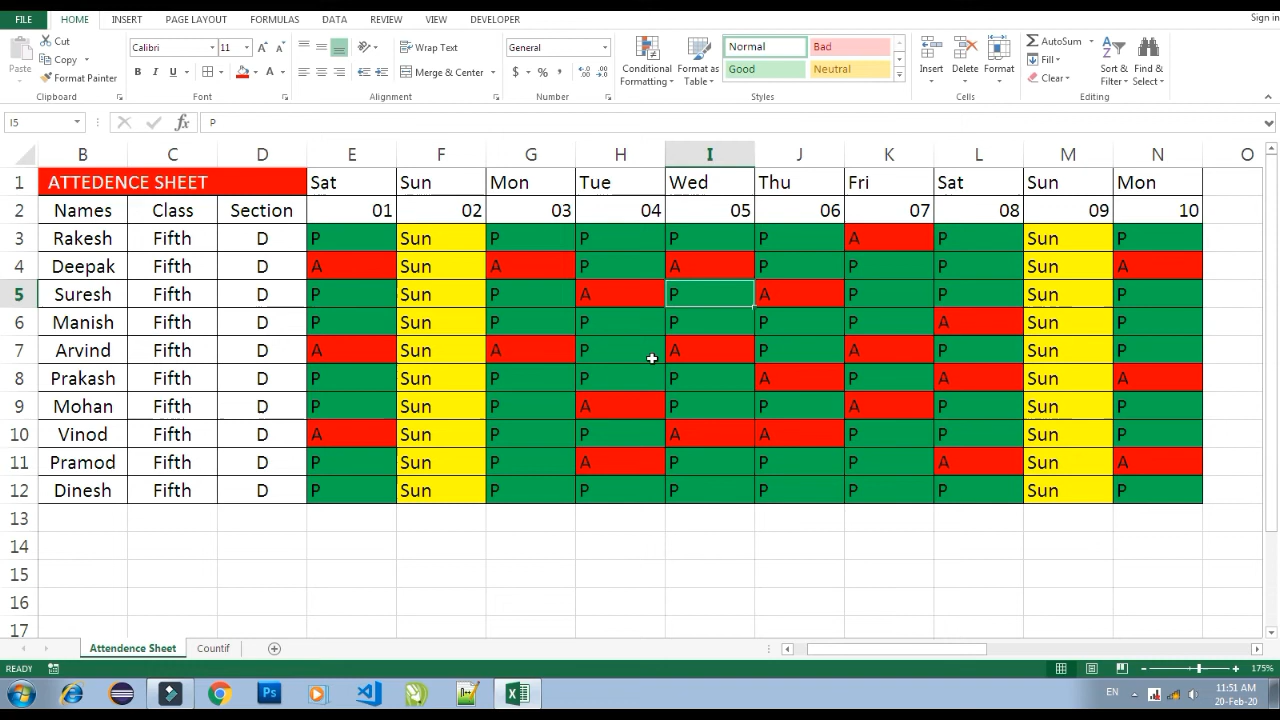 Sign in
FILE HOME INSERT PAGE LAYOUT FORMULAS DATA REVIEW VIEW DEVELOPER
Paste Cut Copy Format Painter Clipboard
Calibri 11 B I U A A Font
Wrap Text Merge & Center Alignment
General $ % , Number
Conditional Formatting Format as Table Normal Bad Good Neutral Styles
Insert Delete Format Cells
AutoSum Fill Clear Sort & Filter Find & Select Editing
I5 fx P
B C D E F G H I J K L M N O
1 ATTEDENCE SHEET Sat Sun Mon Tue Wed Thu Fri Sat Sun Mon
2 Names Class Section 01 02 03 04 05 06 07 08 09 10
3 Rakesh Fifth D P Sun P P P P A P Sun P
4 Deepak Fifth D A Sun A P A P P P Sun A
5 Suresh Fifth D P Sun P A P A P P Sun P
6 Manish Fifth D P Sun P P P P P A Sun P
7 Arvind Fifth D A Sun A P A P A P Sun P
8 Prakash Fifth D P Sun P P P A P A Sun A
9 Mohan Fifth D P Sun P A P P A P Sun P
10 Vinod Fifth D A Sun P P A A P P Sun P
11 Pramod Fifth D P Sun P A P P P A Sun A
12 Dinesh Fifth D P Sun P P P P P P Sun P
13
14
15
16
17
Attendence Sheet Countif
READY 175%
Ps EN 11:51 AM
20-Feb-20